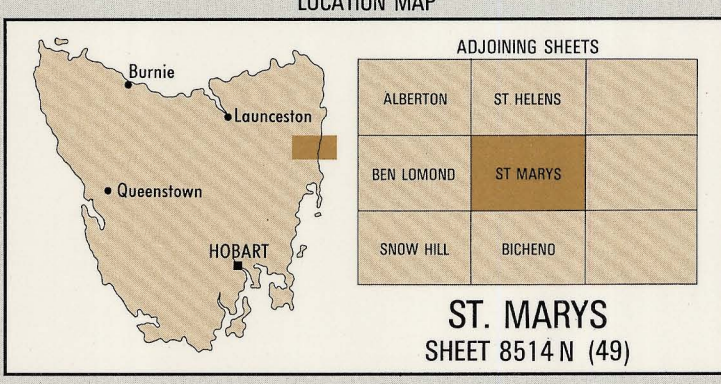 LOCATION MAP
Burnie
Launceston
Queenstown
HOBART
ADJOINING SHEETS
ALBERTON ST HELENS
BEN LOMOND ST MARYS
SNOW HILL BICHENO
ST. MARYS
SHEET 8514 N (49)